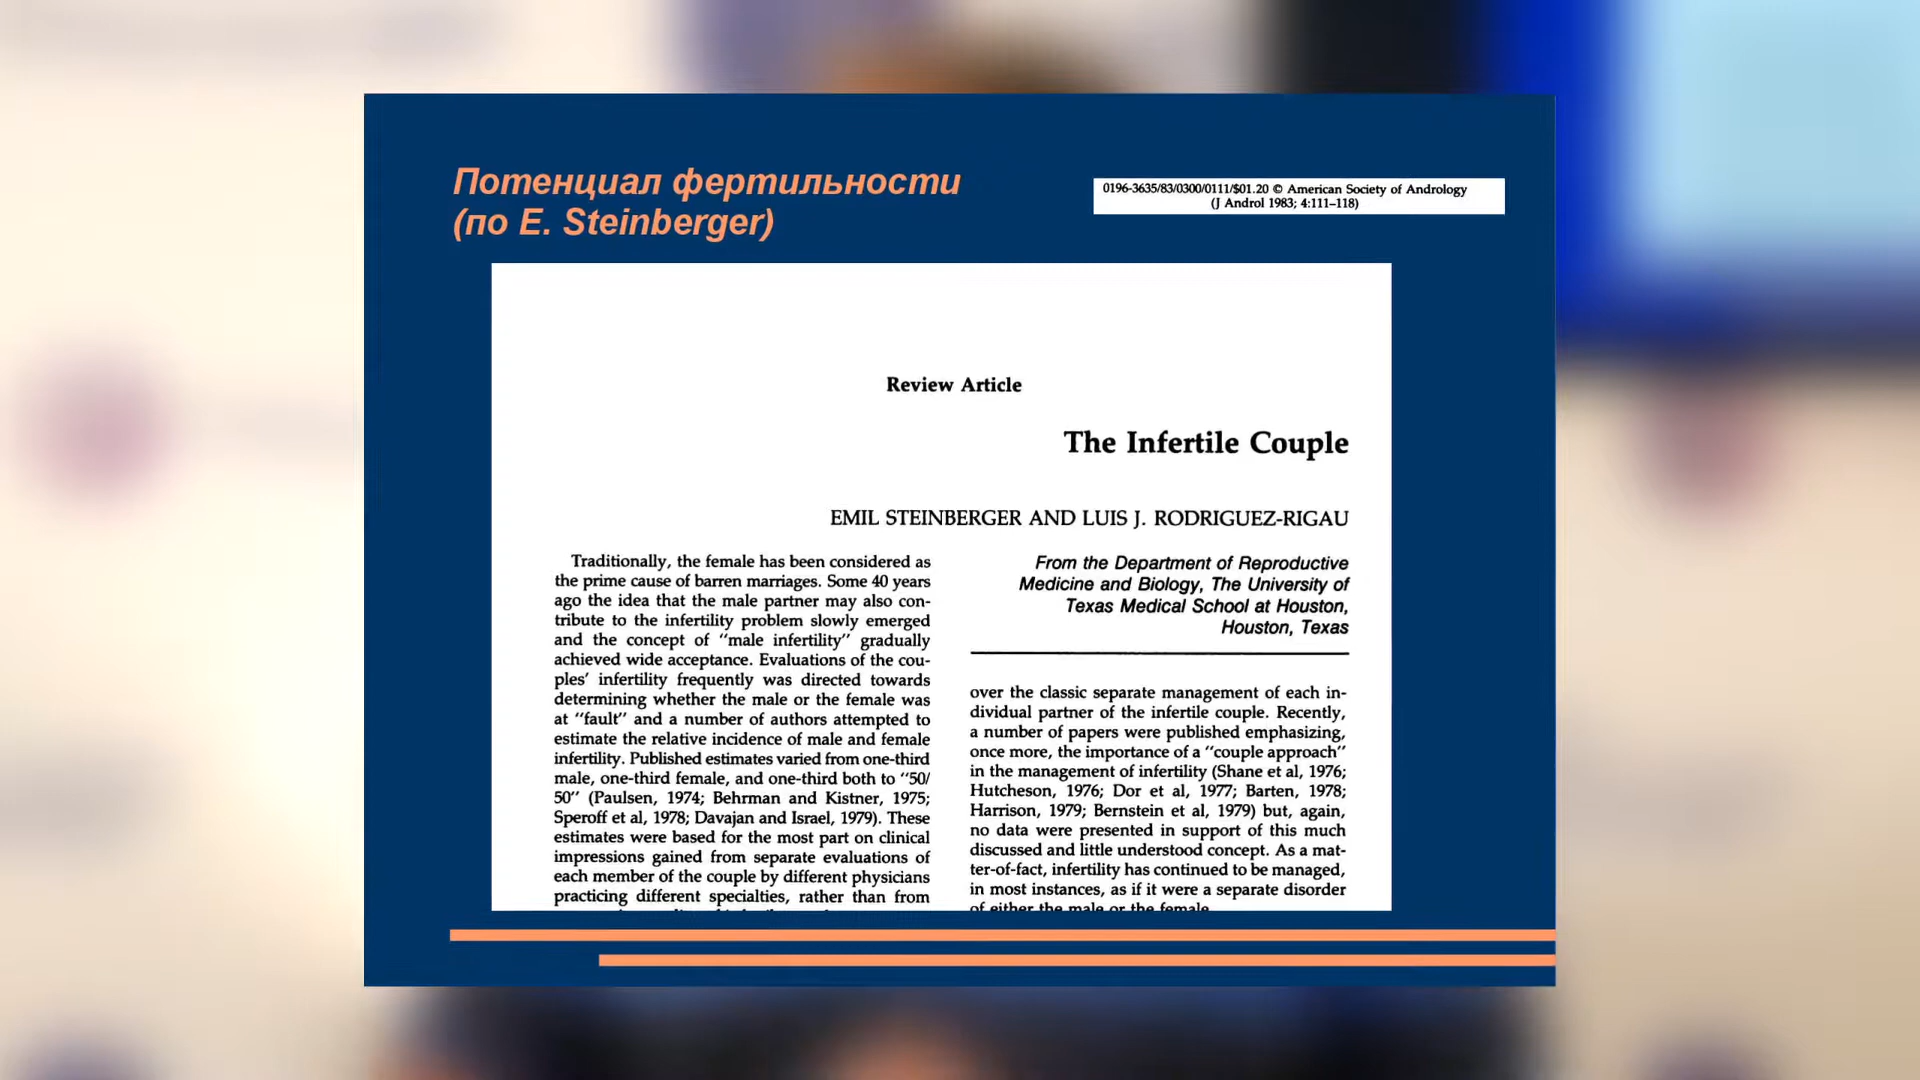 Потенциал фертильности
(по E. Steinberger)
0196-3635/83/0300/0111/$01.20 © American Society of Andrology
(J Androl 1983; 4:111–118)
Review Article
The Infertile Couple
EMIL STEINBERGER AND LUIS J. RODRIGUEZ-RIGAU
Traditionally, the female has been considered as
the prime cause of barren marriages. Some 40 years
ago the idea that the male partner may also con-
tribute to the infertility problem slowly emerged
and the concept of “male infertility” gradually
achieved wide acceptance. Evaluations of the cou-
ples’ infertility frequently was directed towards
determining whether the male or the female was
at “fault” and a number of authors attempted to
estimate the relative incidence of male and female
infertility. Published estimates varied from one-third
male, one-third female, and one-third both to “50/
50” (Paulsen, 1974; Behrman and Kistner, 1975;
Speroff et al, 1978; Davajan and Israel, 1979). These
estimates were based for the most part on clinical
impressions gained from separate evaluations of
each member of the couple by different physicians
practicing different specialties, rather than from
From the Department of Reproductive
Medicine and Biology, The University of
Texas Medical School at Houston,
Houston, Texas
over the classic separate management of each in-
dividual partner of the infertile couple. Recently,
a number of papers were published emphasizing,
once more, the importance of a “couple approach”
in the management of infertility (Shane et al, 1976;
Hutcheson, 1976; Dor et al, 1977; Barten, 1978;
Harrison, 1979; Bernstein et al, 1979) but, again,
no data were presented in support of this much
discussed and little understood concept. As a mat-
ter-of-fact, infertility has continued to be managed,
in most instances, as if it were a separate disorder
of either the male or the female.